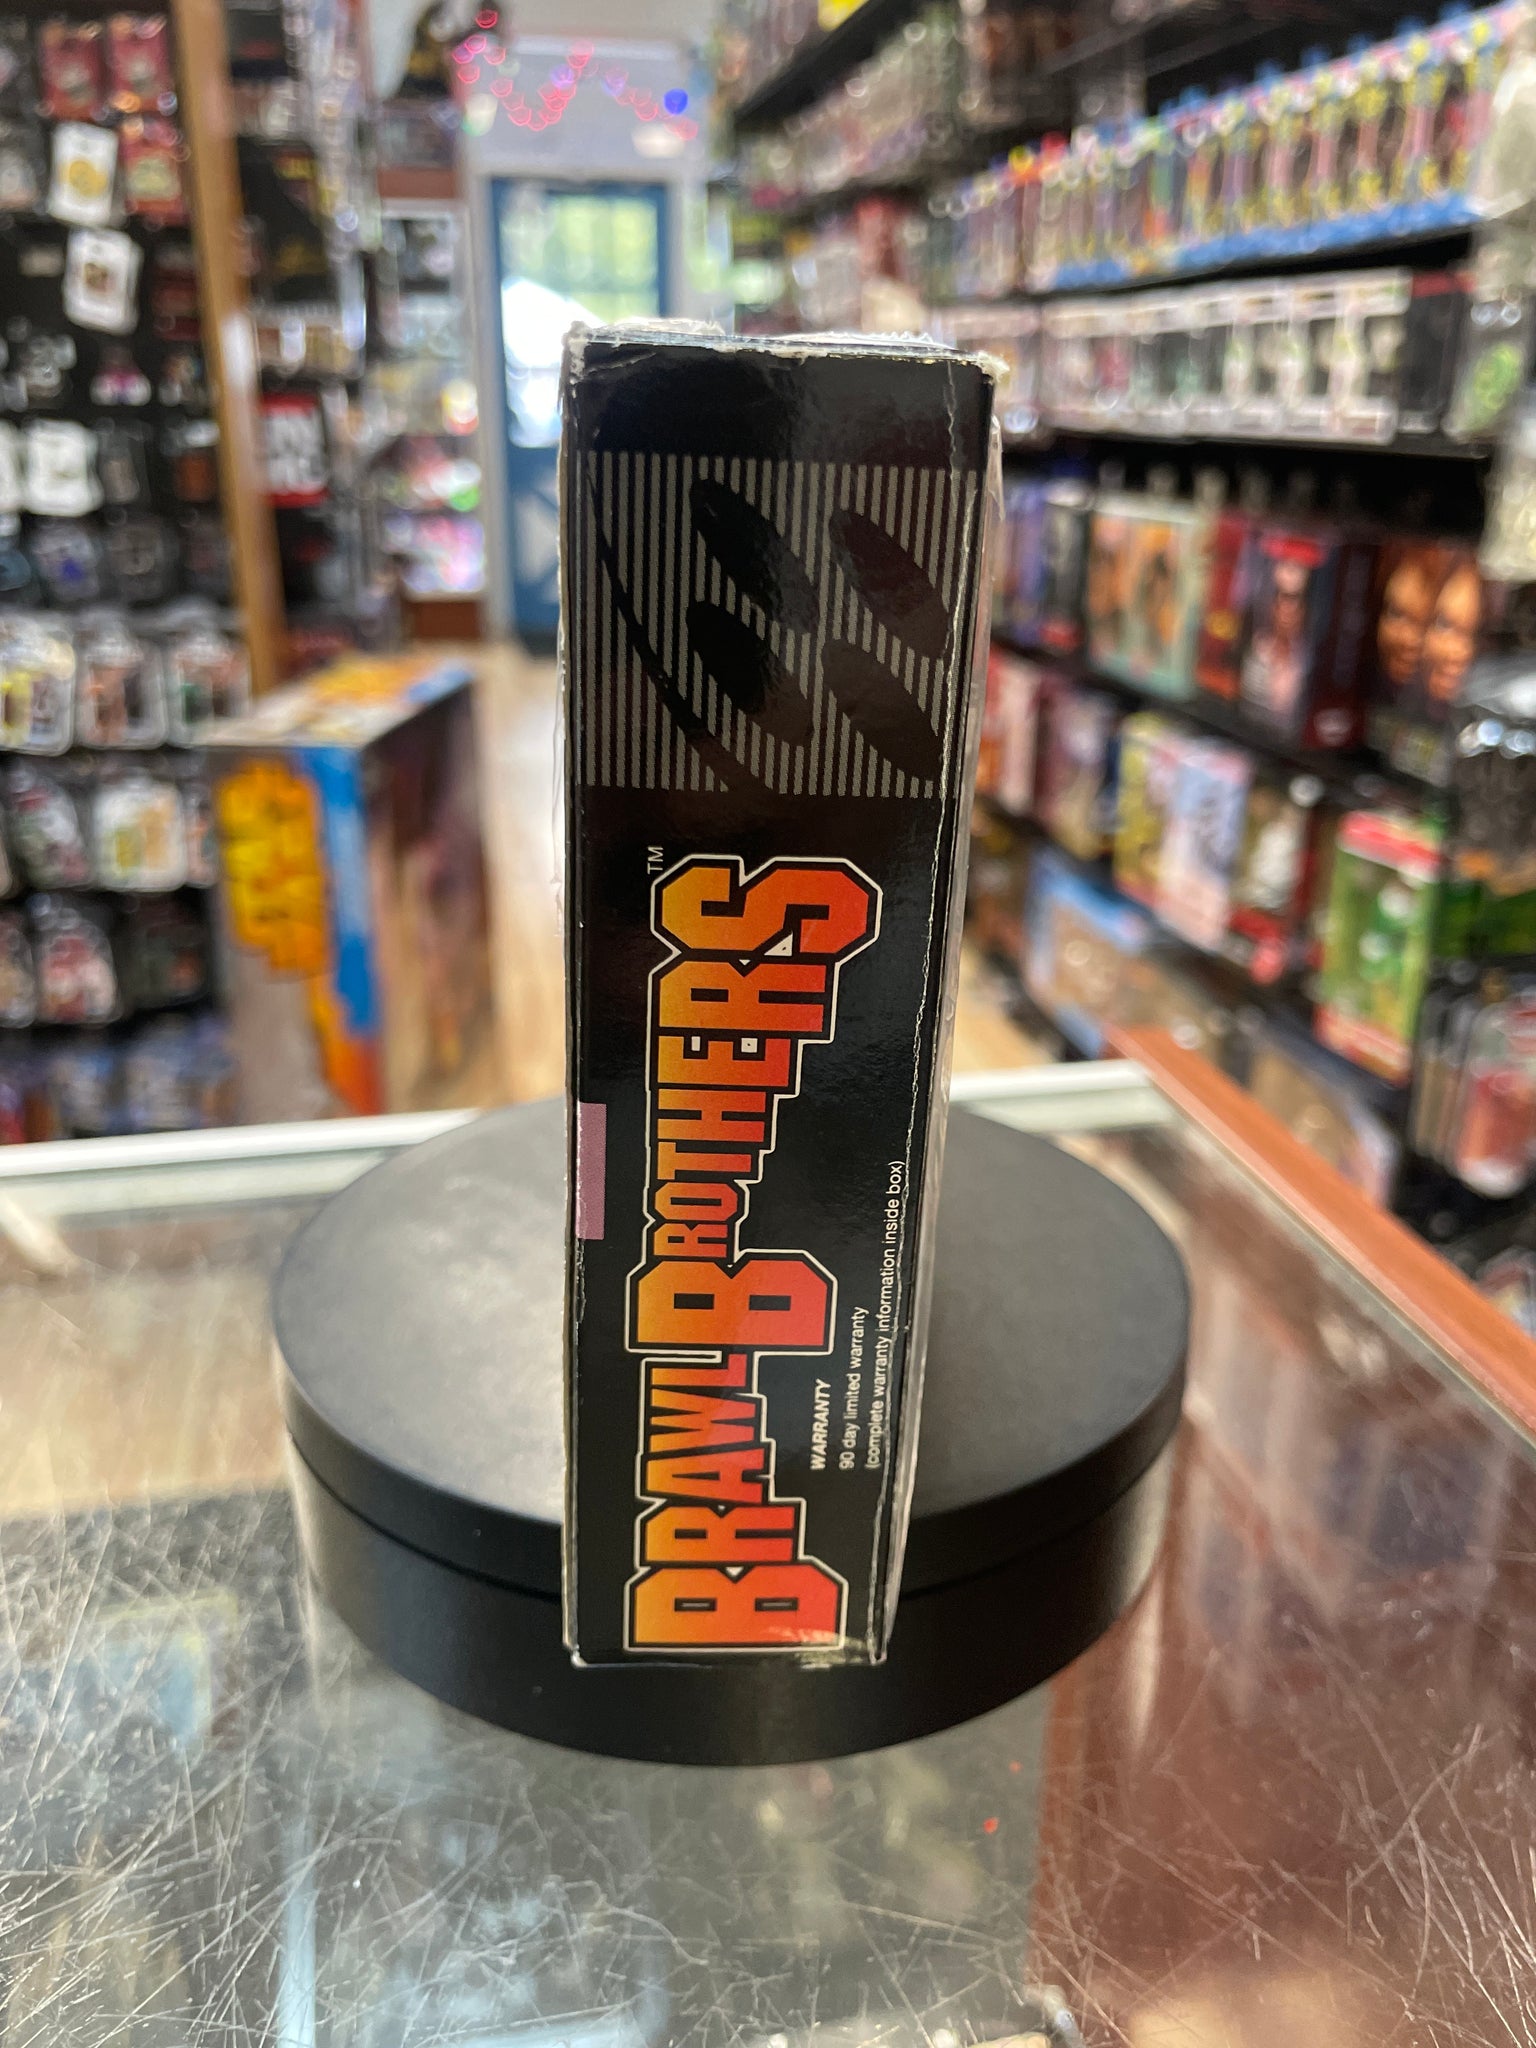 BRAWL BROTHERS™
WARRANTY
90 day limited warranty
(complete warranty information inside box)